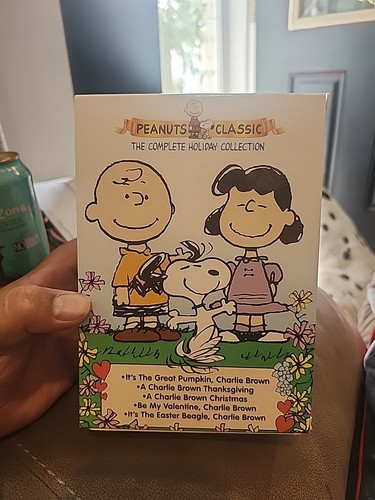 PEANUTS CLASSIC
THE COMPLETE HOLIDAY COLLECTION
•It's The Great Pumpkin, Charlie Brown
•A Charlie Brown Thanksgiving
•A Charlie Brown Christmas
•Be My Valentine, Charlie Brown
•It's The Easter Beagle, Charlie Brown